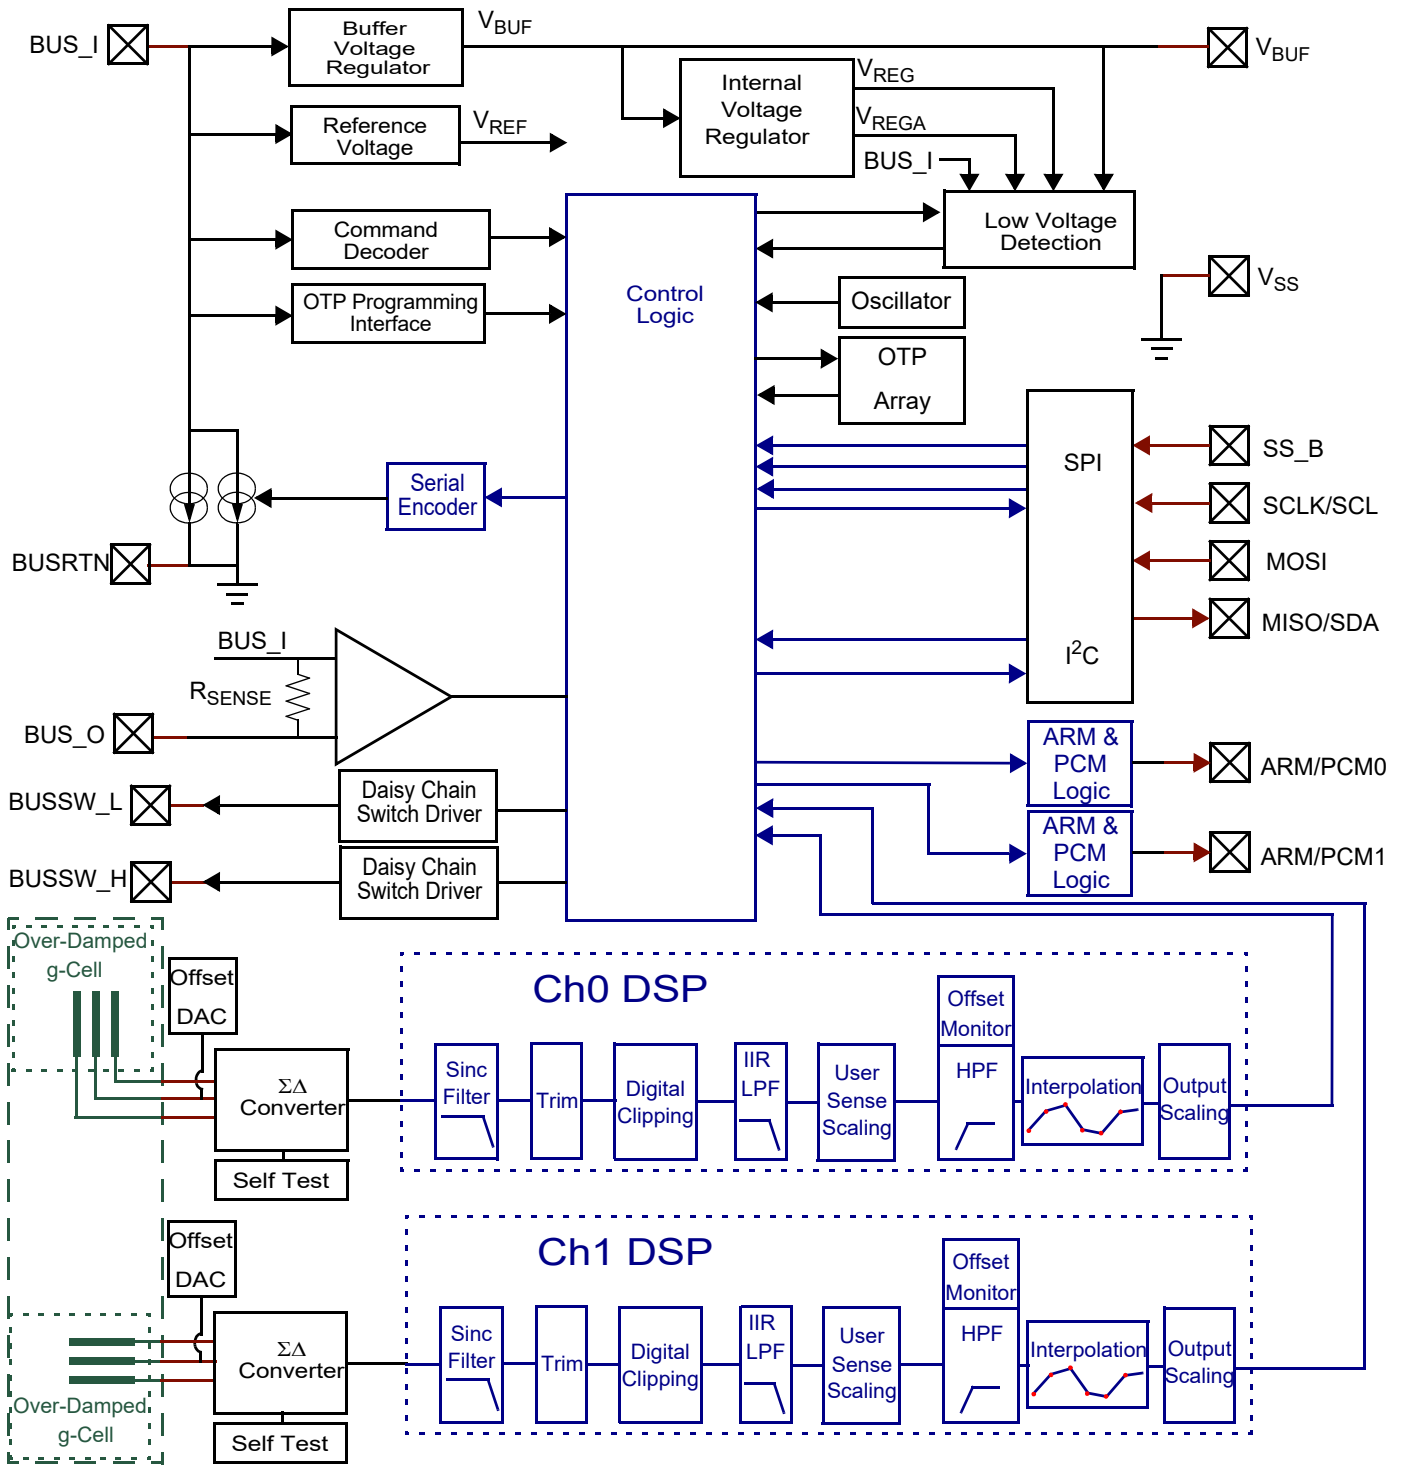 BUS_I
Buffer
Voltage
Regulator
VBUF
VBUF
Internal
Voltage
Regulator
VREG
VREGA
BUS_I
Reference
Voltage
VREF
Low Voltage
Detection
Command
Decoder
OTP Programming
Interface
Control
Logic
Oscillator
OTP
Array
VSS
SPI
I2C
SS_B
SCLK/SCL
MOSI
MISO/SDA
Serial
Encoder
BUSRTN
BUS_I
RSENSE
BUS_O
ARM &
PCM
Logic
ARM/PCM0
BUSSW_L
Daisy Chain
Switch Driver
ARM &
PCM
Logic
ARM/PCM1
BUSSW_H
Daisy Chain
Switch Driver
Over-Damped
g-Cell
Offset
DAC
ΣΔ
Converter
Self Test
Ch0 DSP
Sinc
Filter
Trim
Digital
Clipping
IIR
LPF
User
Sense
Scaling
Offset
Monitor
HPF
Interpolation
Output
Scaling
Offset
DAC
ΣΔ
Converter
Self Test
Over-Damped
g-Cell
Ch1 DSP
Sinc
Filter
Trim
Digital
Clipping
IIR
LPF
User
Sense
Scaling
Offset
Monitor
HPF
Interpolation
Output
Scaling